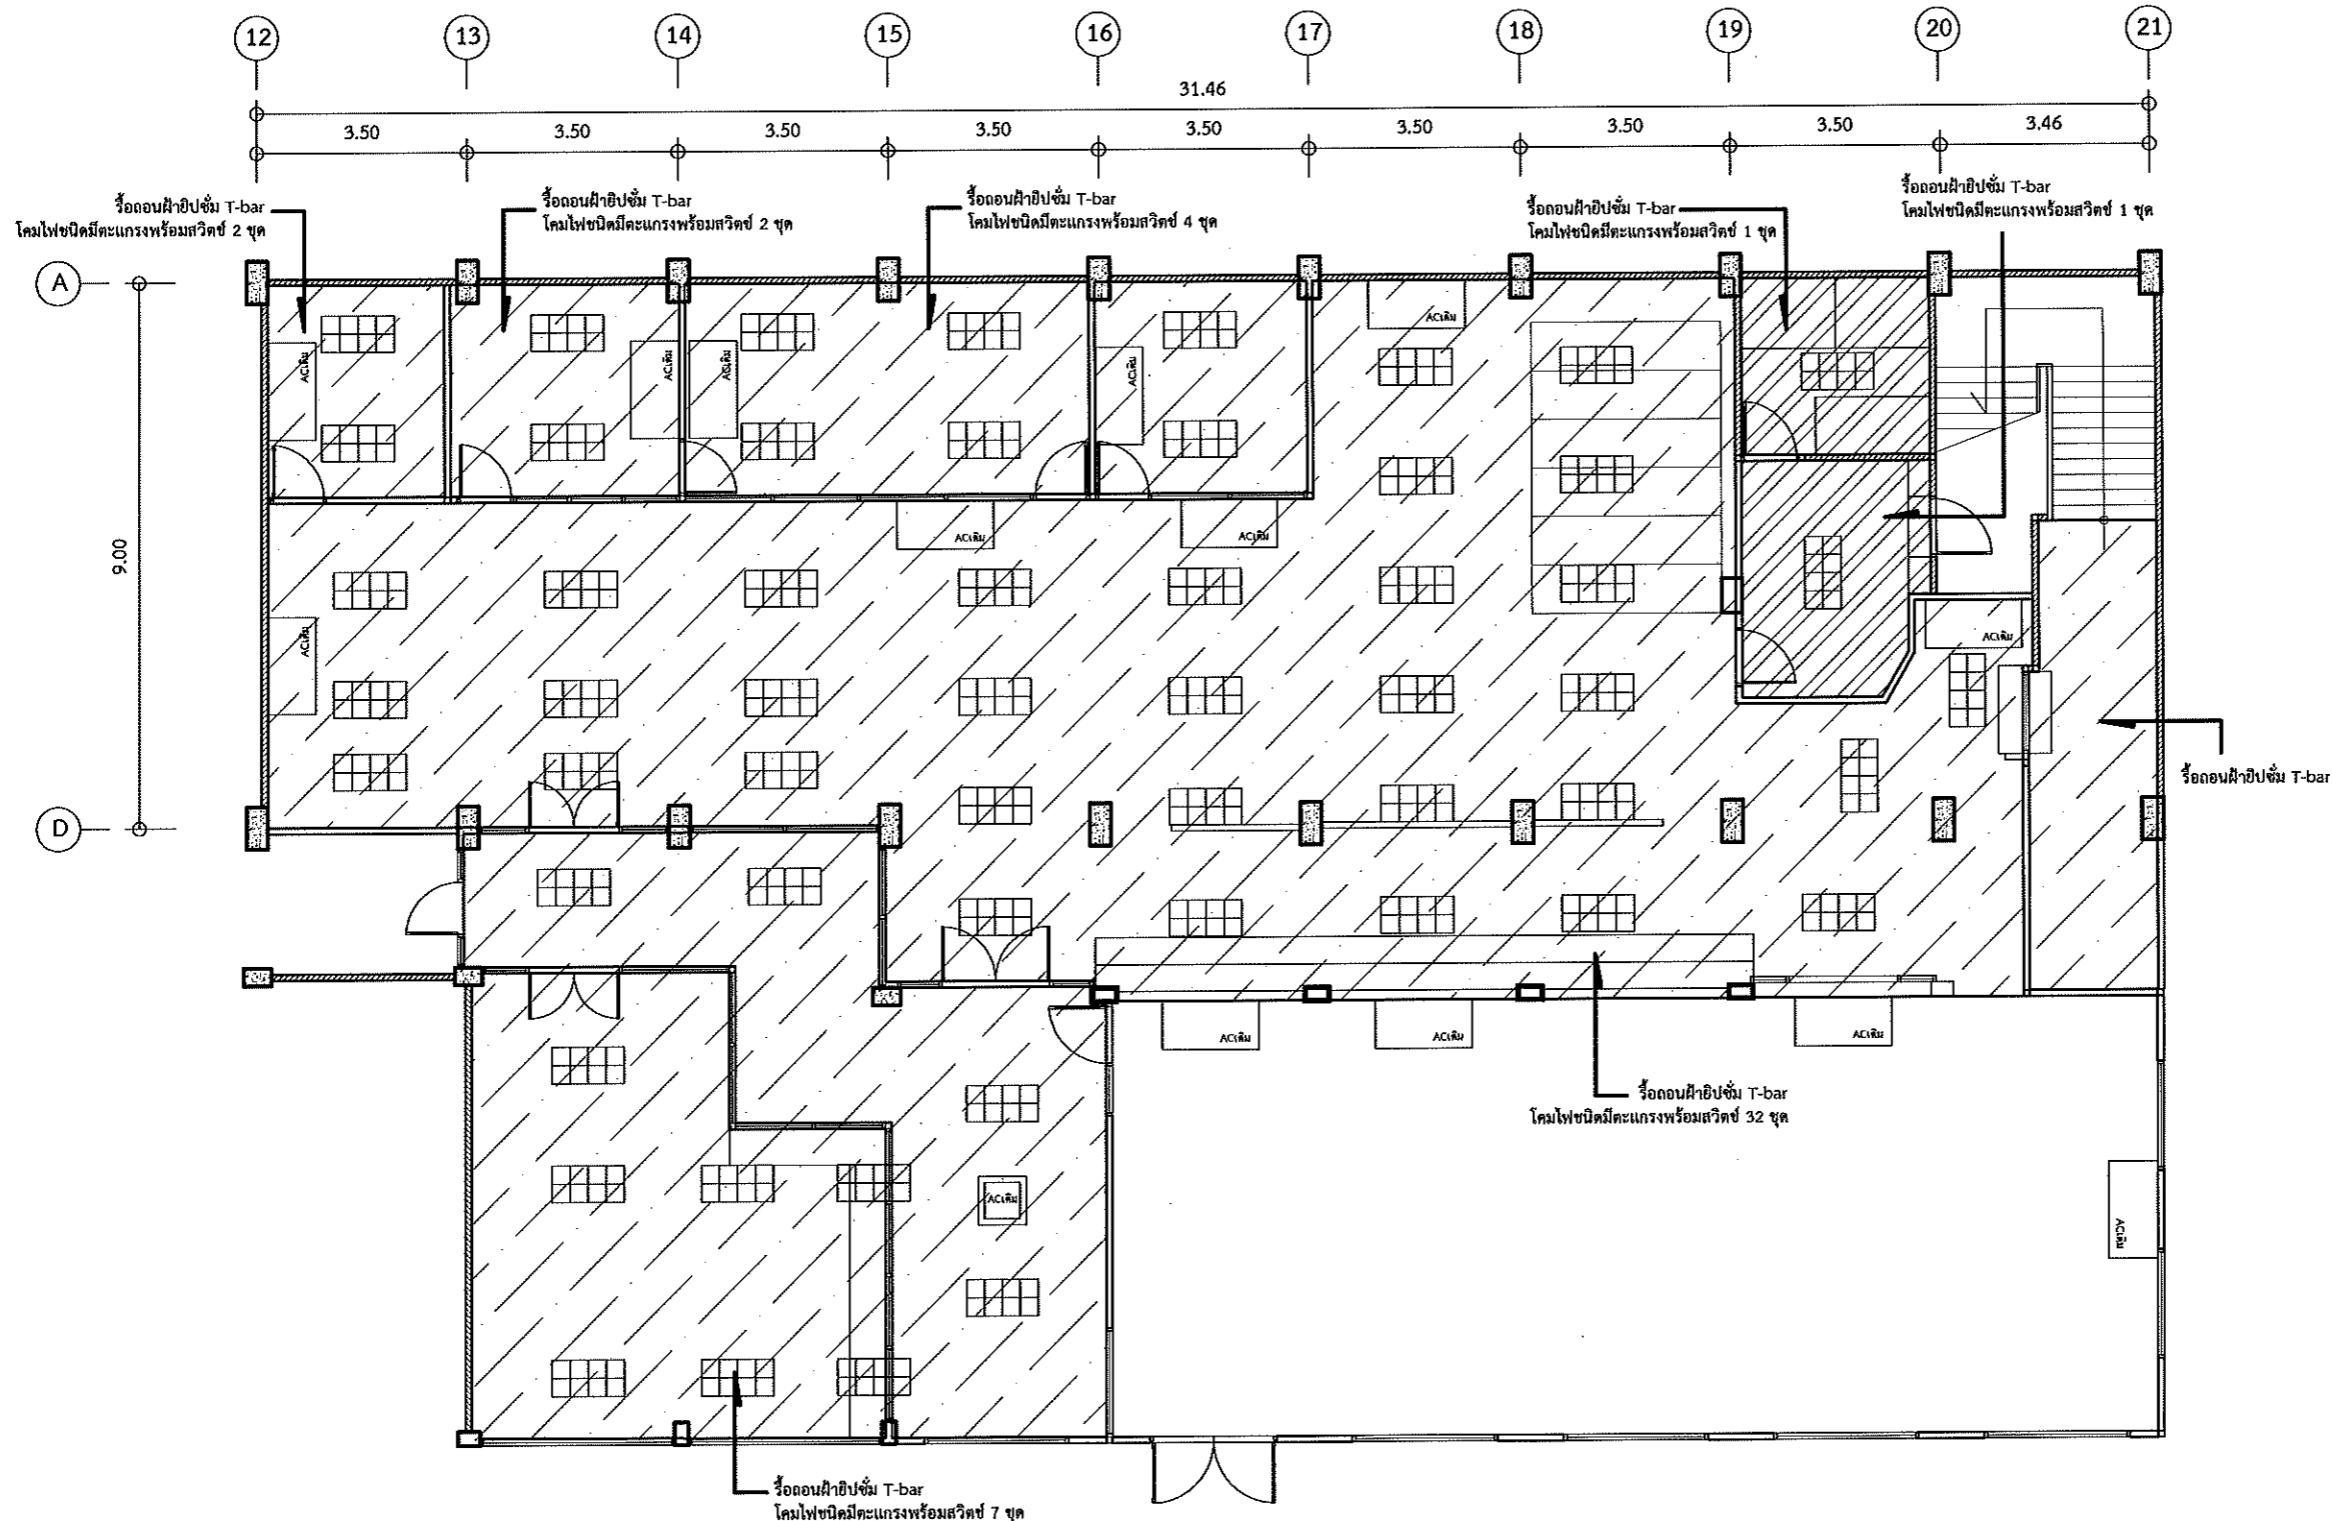 12 13 14 15 16 17 18 19 20 21
31.46
3.50 3.50 3.50 3.50 3.50 3.50 3.50 3.50 3.46
รื้อถอนฝ้ายิปซั่ม T-bar
โคมไฟชนิดมีตะแกรงพร้อมสวิตช์ 2 ชุด
รื้อถอนฝ้ายิปซั่ม T-bar
โคมไฟชนิดมีตะแกรงพร้อมสวิตช์ 2 ชุด
รื้อถอนฝ้ายิปซั่ม T-bar
โคมไฟชนิดมีตะแกรงพร้อมสวิตช์ 4 ชุด
รื้อถอนฝ้ายิปซั่ม T-bar
โคมไฟชนิดมีตะแกรงพร้อมสวิตช์ 1 ชุด
รื้อถอนฝ้ายิปซั่ม T-bar
โคมไฟชนิดมีตะแกรงพร้อมสวิตช์ 1 ชุด
A
ACเดิม
ACเดิม
ACเดิม
ACเดิม
ACเดิม
9.00
ACเดิม
ACเดิม
ACเดิม
ACเดิม
รื้อถอนฝ้ายิปซั่ม T-bar
D
ACเดิม
ACเดิม
ACเดิม
รื้อถอนฝ้ายิปซั่ม T-bar
โคมไฟชนิดมีตะแกรงพร้อมสวิตช์ 32 ชุด
ACเดิม
ACเดิม
รื้อถอนฝ้ายิปซั่ม T-bar
โคมไฟชนิดมีตะแกรงพร้อมสวิตช์ 7 ชุด